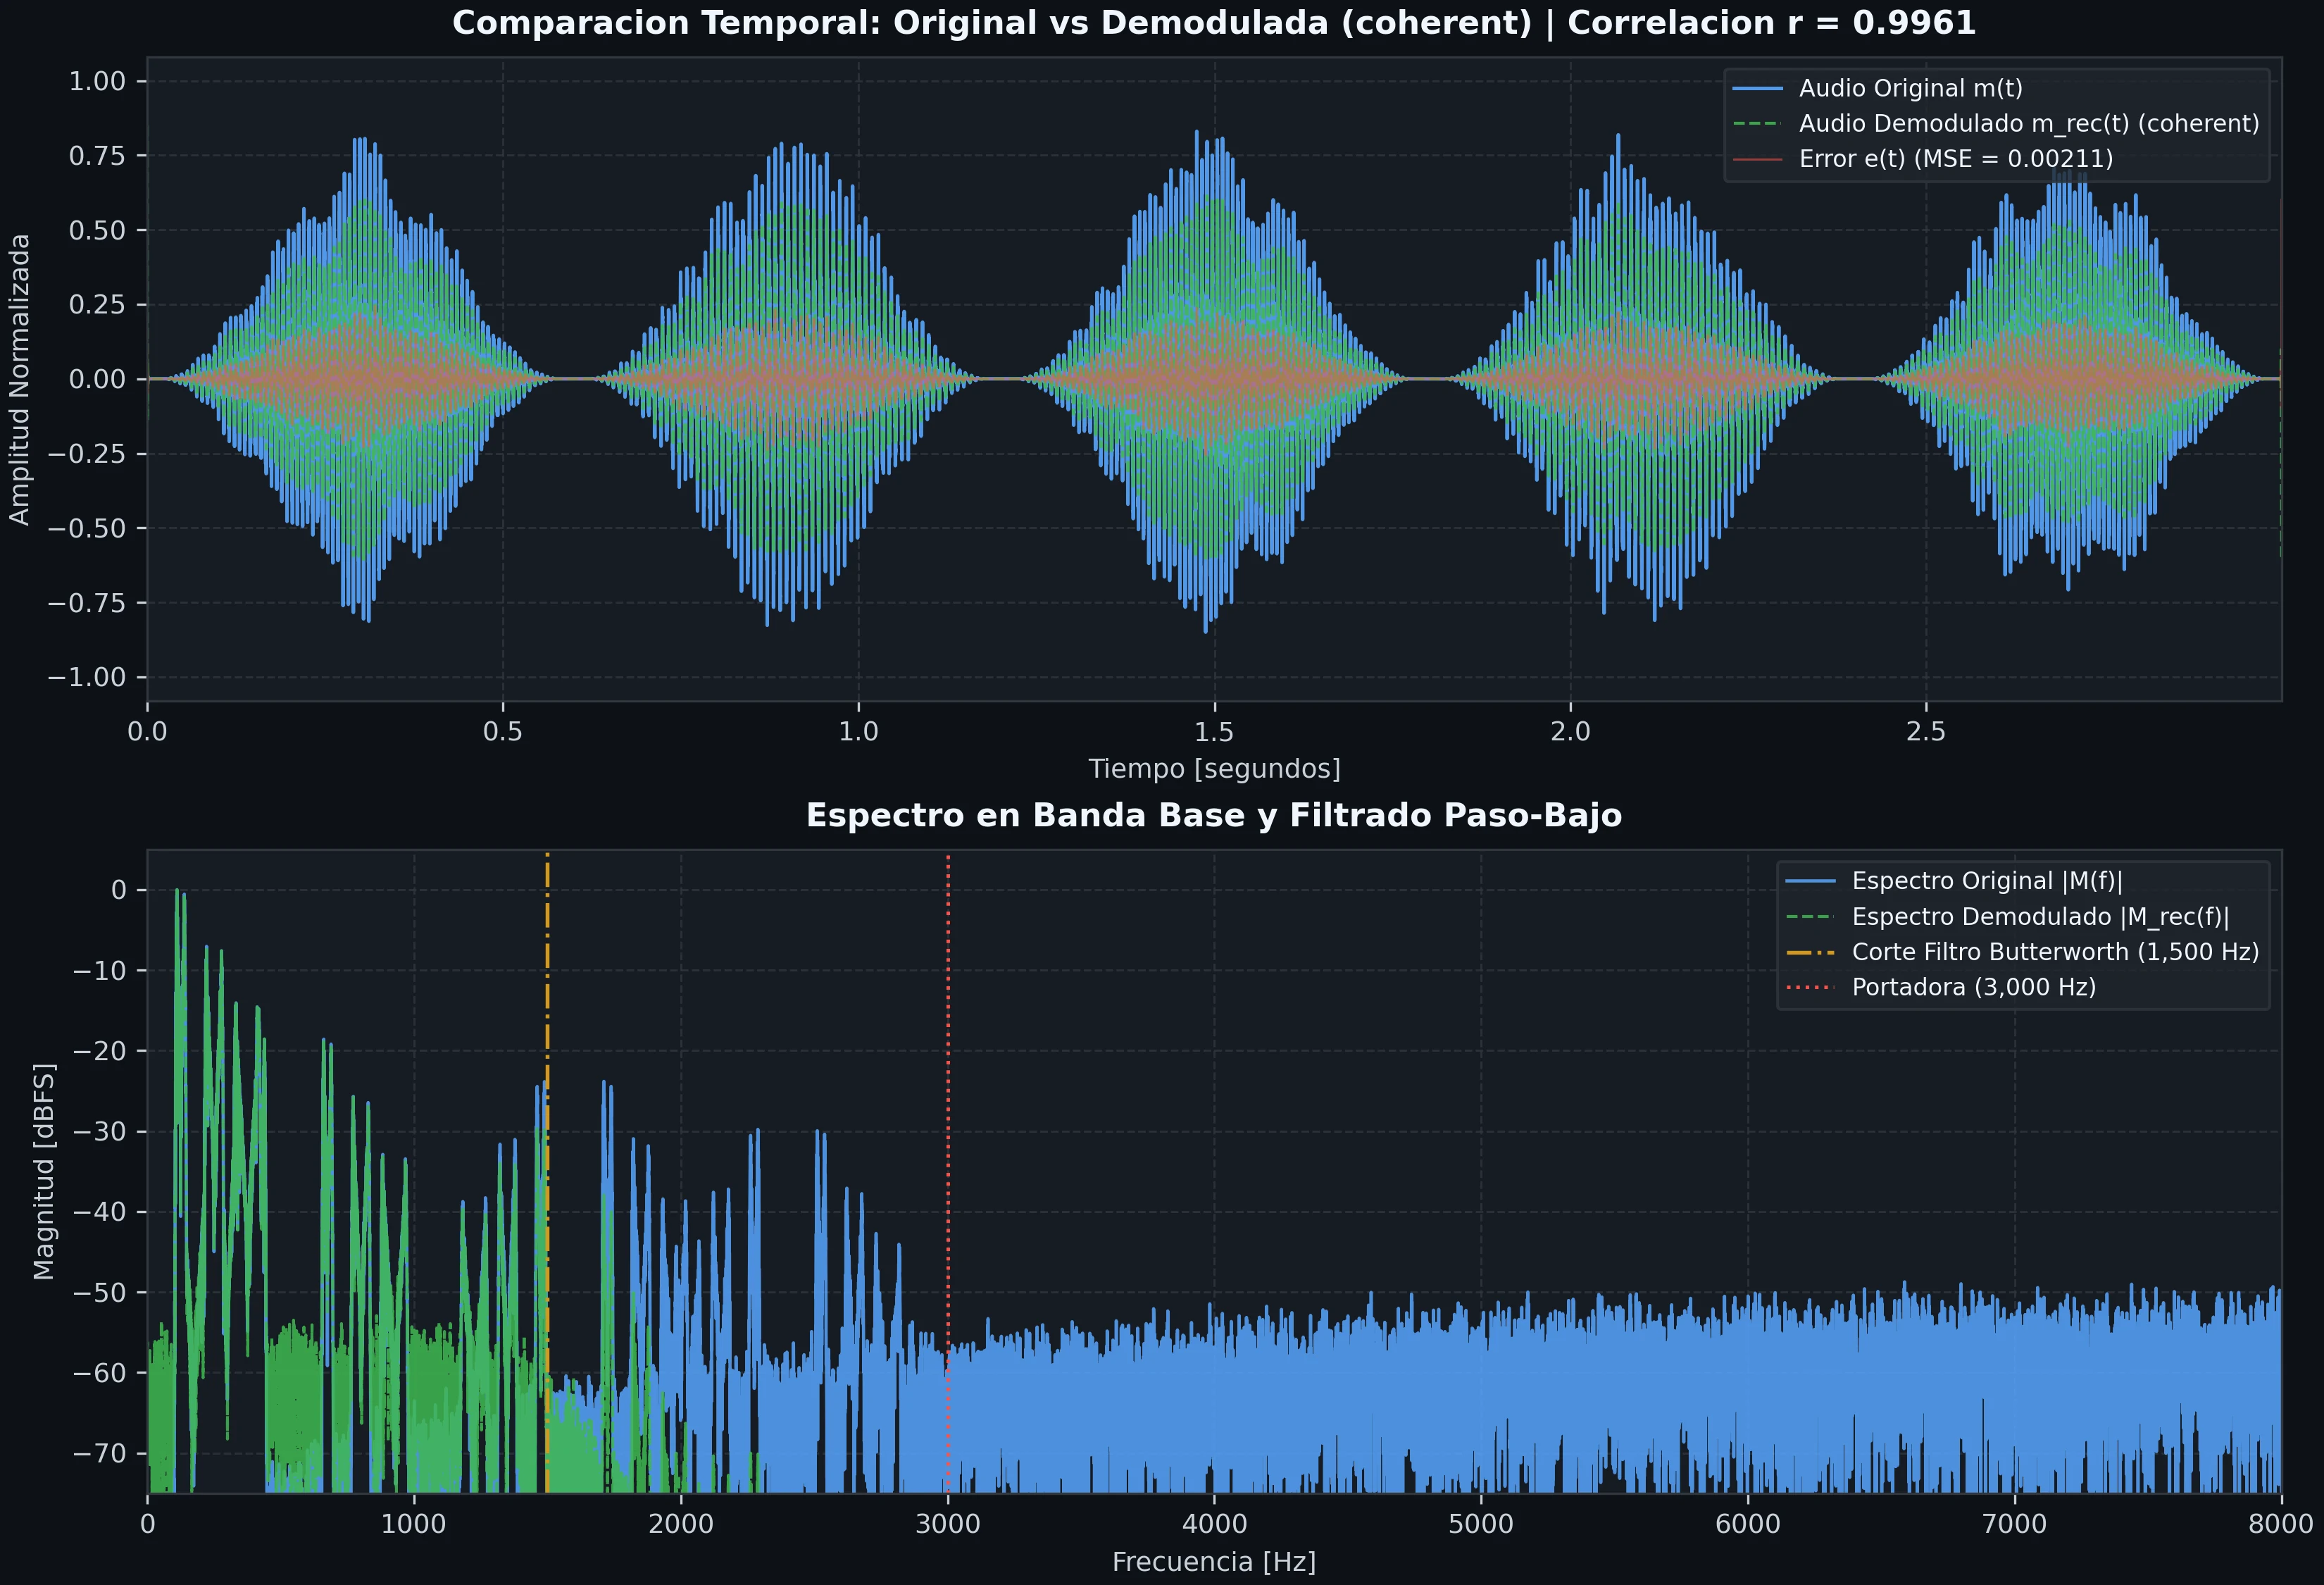 Comparacion Temporal: Original vs Demodulada (coherent) | Correlacion r = 0.9961
Audio Original m(t)
Audio Demodulado m_rec(t) (coherent)
Error e(t) (MSE = 0.00211)
Amplitud Normalizada
1.00
0.75
0.50
0.25
0.00
−0.25
−0.50
−0.75
−1.00
0.0 0.5 1.0 1.5 2.0 2.5
Tiempo [segundos]
Espectro en Banda Base y Filtrado Paso-Bajo
Espectro Original |M(f)|
Espectro Demodulado |M_rec(f)|
Corte Filtro Butterworth (1,500 Hz)
Portadora (3,000 Hz)
Magnitud [dBFS]
0
−10
−20
−30
−40
−50
−60
−70
0 1000 2000 3000 4000 5000 6000 7000 8000
Frecuencia [Hz]